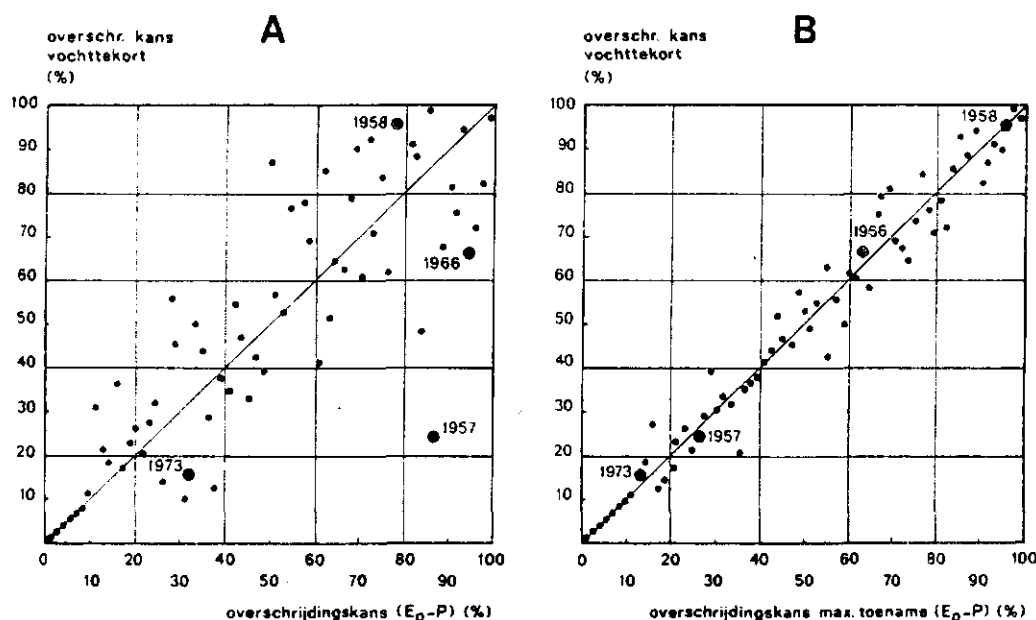 A
overschr. kans
vochttekort
(%)
100
90
80
70
60
50
40
30
20
10
1958
1966
1957
1973
20 40 60 80 100
10 30 50 70 90
overschrijdingskans (E₀-P) (%)
B
overschr. kans
vochttekort
(%)
100
90
80
70
60
50
40
30
20
10
1958
1956
1957
1973
20 40 60 80 100
10 30 50 70 90
overschrijdingskans max. toename (E₀-P) (%)